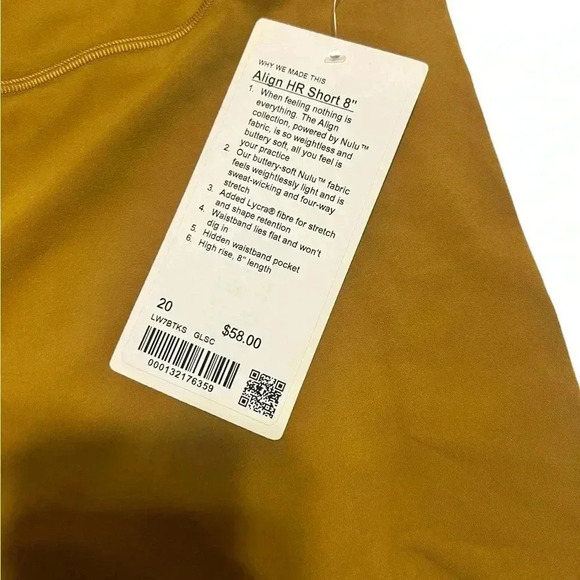 WHY WE MADE THIS
Align HR Short 8"
1. When feeling nothing is
everything. The Align
collection, powered by Nulu™
fabric, is so weightless and
buttery soft, all you feel is
your practice
2. Our buttery-soft Nulu™ fabric
feels weightlessly light and is
sweat-wicking and four-way
stretch
3. Added Lycra® fibre for stretch
and shape retention
4. Waistband lies flat and won't
dig in
5. Hidden waistband pocket
6. High rise, 8" length
20
$58.00
LW7BTKS GLSC
000132176359